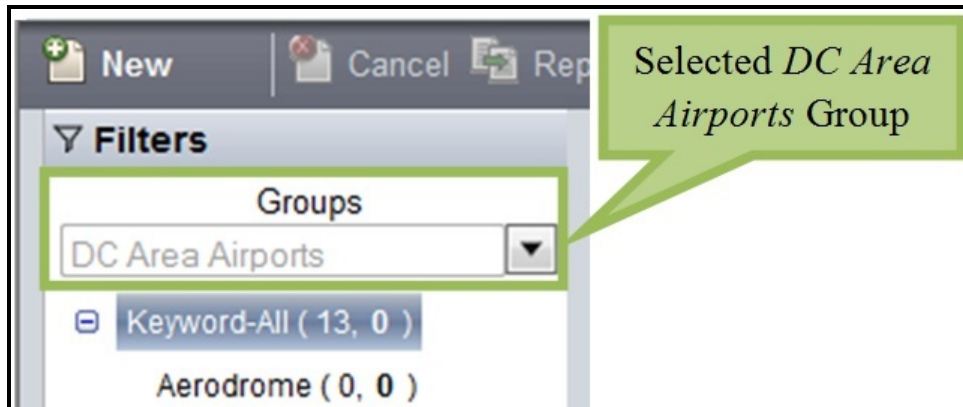 New
Cancel
Rep
Selected DC Area
Airports Group
Filters
Groups
DC Area Airports
Keyword-All ( 13, 0 )
Aerodrome ( 0, 0 )